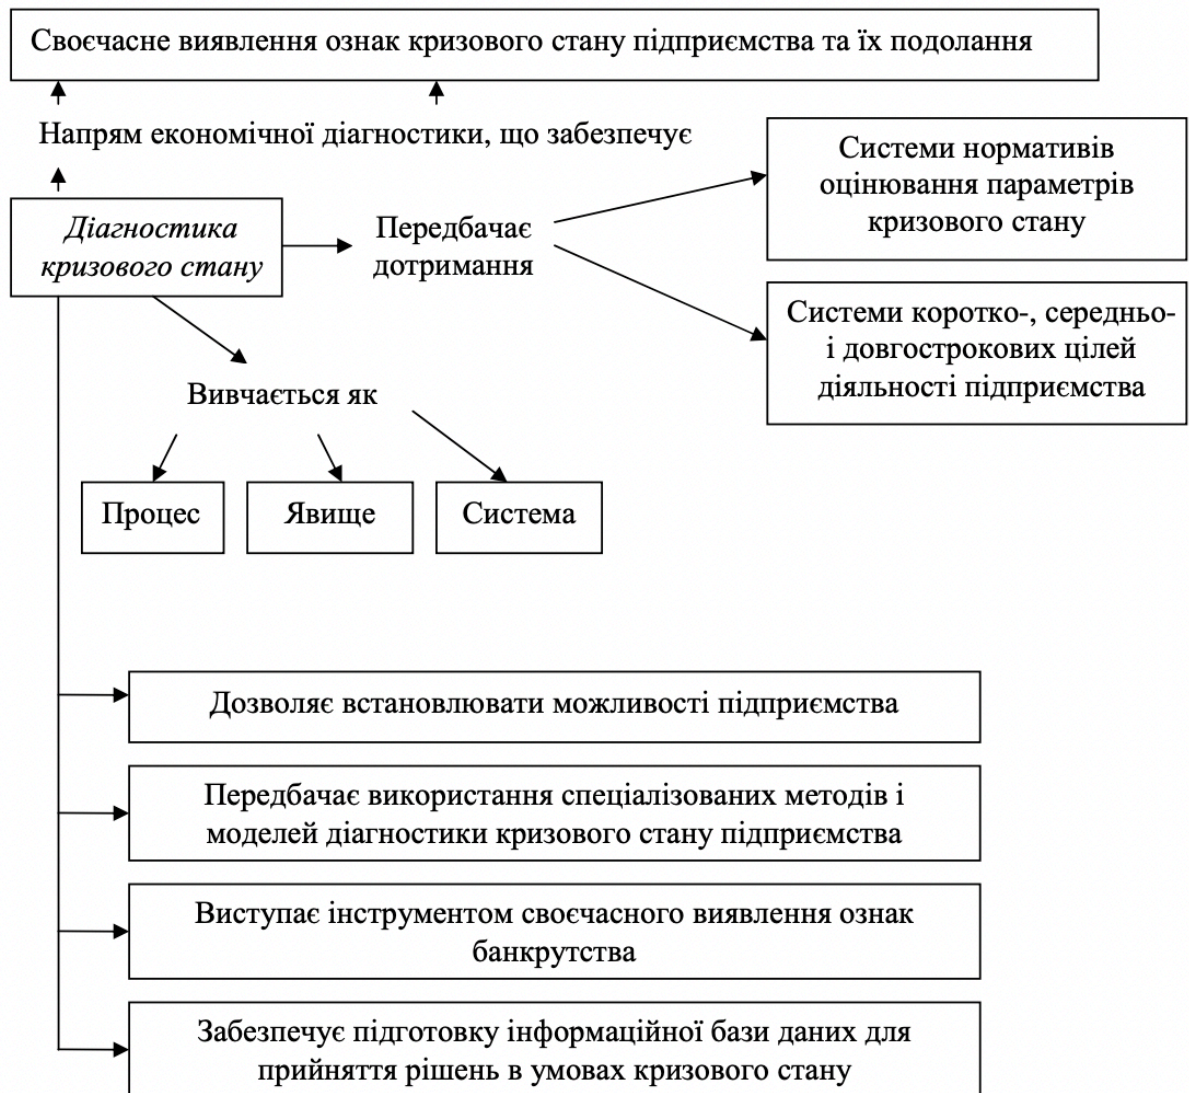 Своєчасне виявлення ознак кризового стану підприємства та їх подолання
Напрям економічної діагностики, що забезпечує
Системи нормативів
оцінювання параметрів
кризового стану
Діагностика
кризового стану
Передбачає
дотримання
Системи коротко-, середньо-
і довгострокових цілей
діяльності підприємства
Вивчається як
Процес
Явище
Система
Дозволяє встановлювати можливості підприємства
Передбачає використання спеціалізованих методів і
моделей діагностики кризового стану підприємства
Виступає інструментом своєчасного виявлення ознак
банкрутства
Забезпечує підготовку інформаційної бази даних для
прийняття рішень в умовах кризового стану